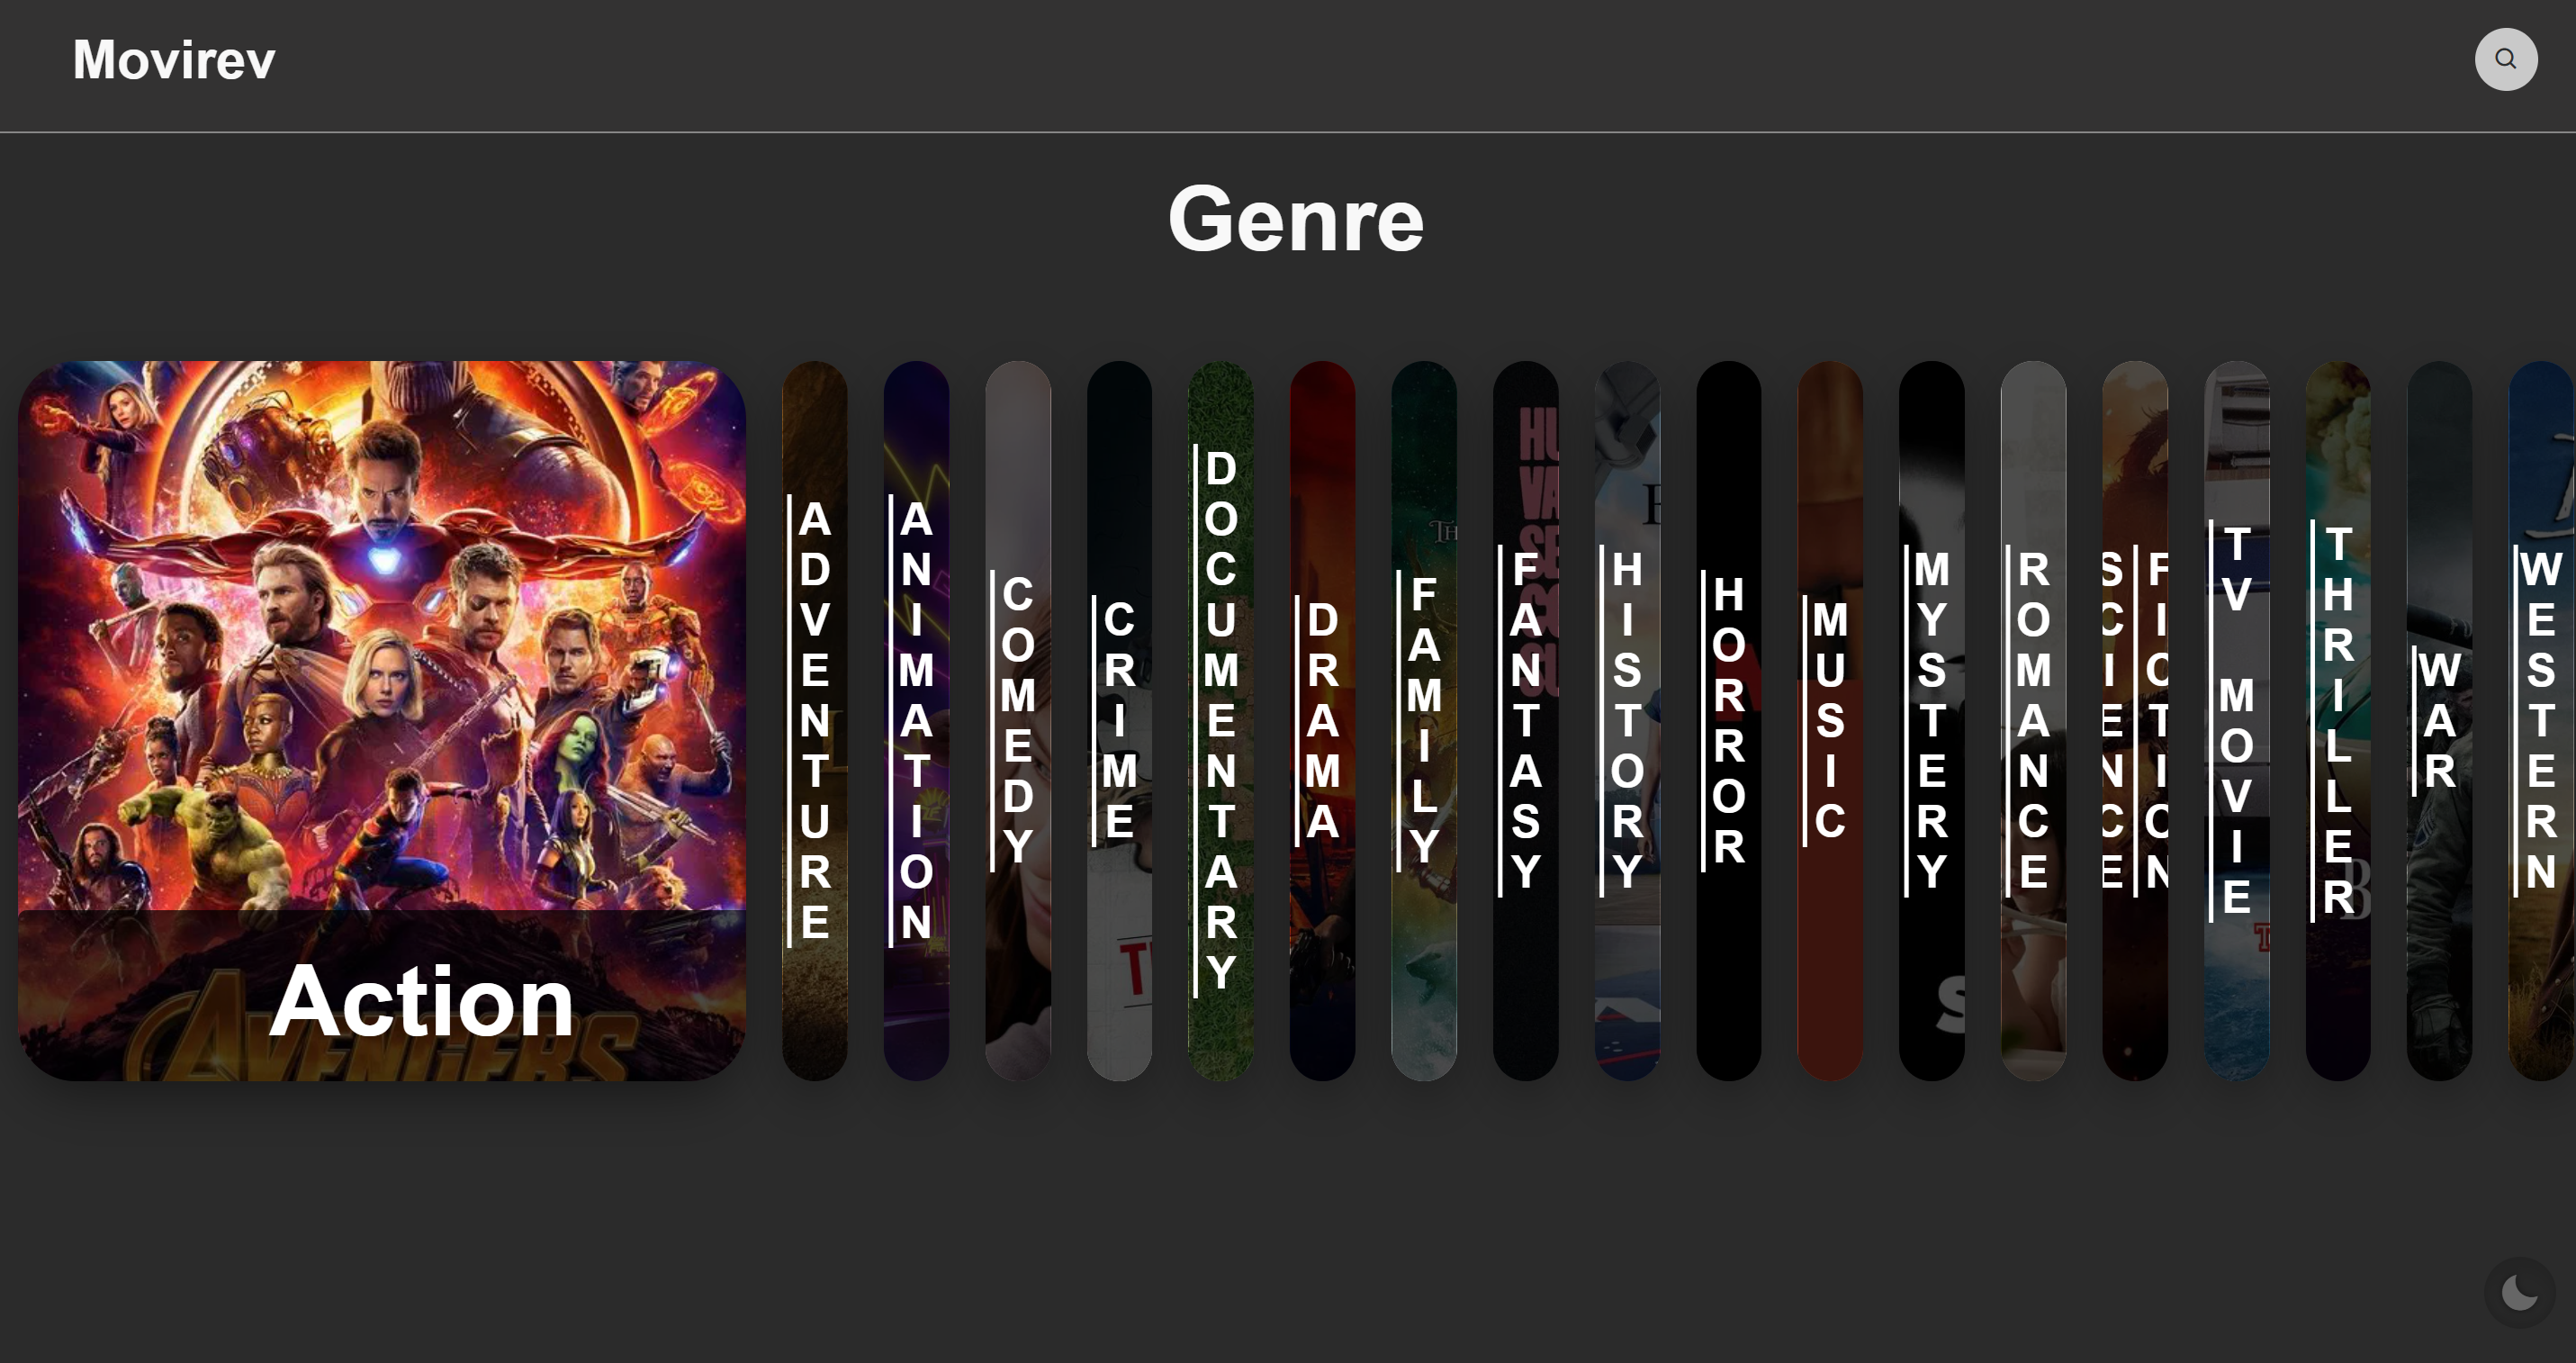 Movirev
Genre
Action
AVENGERS
ADVENTURE
ANIMATION
COMEDY
CRIME
DOCUMENTARY
DRAMA
FAMILY
FANTASY
HISTORY
HORROR
MUSIC
MYSTERY
ROMANCE
SCIENCE
FICTION
TV MOVIE
THRILLER
WAR
WESTERN